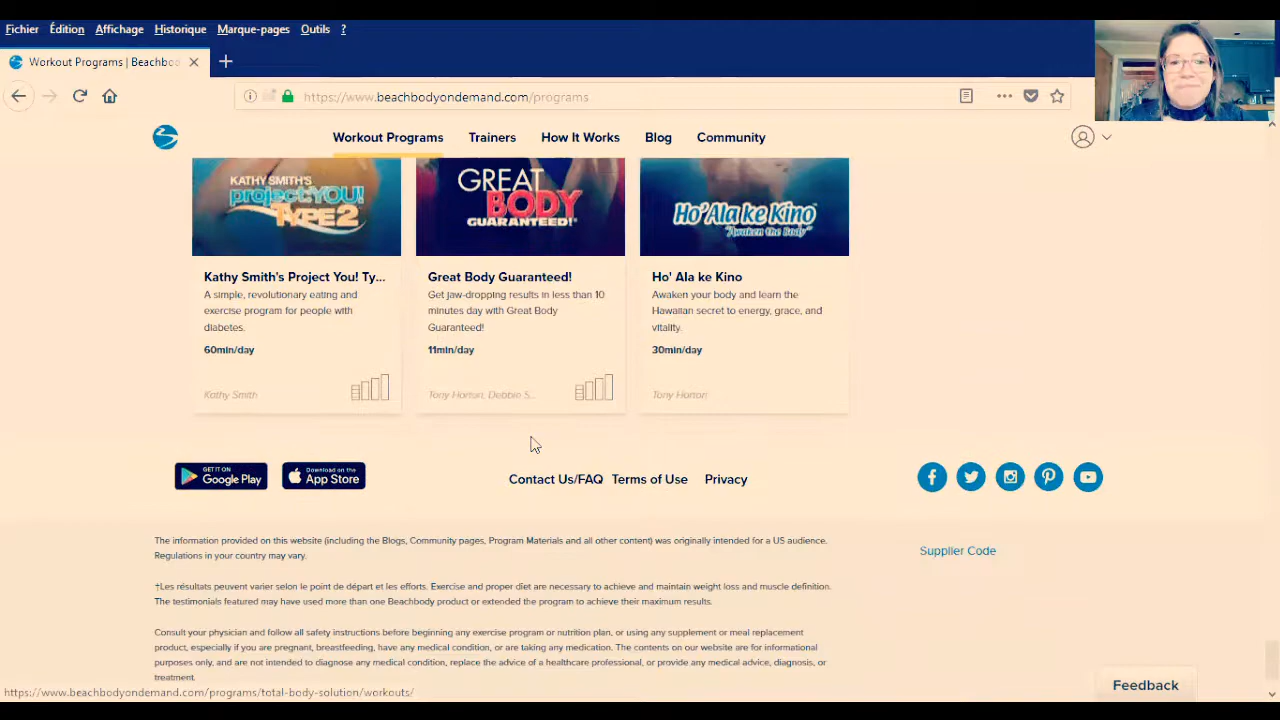 Fichier Édition Affichage Historique Marque-pages Outils ?
Workout Programs | Beachbod
https://www.beachbodyondemand.com/programs
Workout Programs Trainers How It Works Blog Community
KATHY SMITH'S
project:YOU!
TYPE 2
GREAT
BODY
GUARANTEED!
Ho'Ala ke Kino
"Awaken the Body"
Kathy Smith's Project You! Ty...
A simple, revolutionary eating and
exercise program for people with
diabetes.
60min/day
Kathy Smith
Great Body Guaranteed!
Get jaw-dropping results in less than 10
minutes day with Great Body
Guaranteed!
11min/day
Tony Horton, Debbie S...
Ho' Ala ke Kino
Awaken your body and learn the
Hawaiian secret to energy, grace, and
vitality.
30min/day
Tony Horton
GET IT ON
Google Play
Download on the
App Store
Contact Us/FAQ Terms of Use Privacy
The information provided on this website (including the Blogs, Community pages, Program Materials and all other content) was originally intended for a US audience.
Regulations in your country may vary.
Supplier Code
†Les résultats peuvent varier selon le point de départ et les efforts. Exercise and proper diet are necessary to achieve and maintain weight loss and muscle definition.
The testimonials featured may have used more than one Beachbody product or extended the program to achieve their maximum results.
Consult your physician and follow all safety instructions before beginning any exercise program or nutrition plan, or using any supplement or meal replacement
product, especially if you are pregnant, breastfeeding, have any medical condition, or are taking any medication. The contents on our website are for informational
purposes only, and are not intended to diagnose any medical condition, replace the advice of a healthcare professional, or provide any medical advice, diagnosis, or
treatment.
Feedback
https://www.beachbodyondemand.com/programs/total-body-solution/workouts/